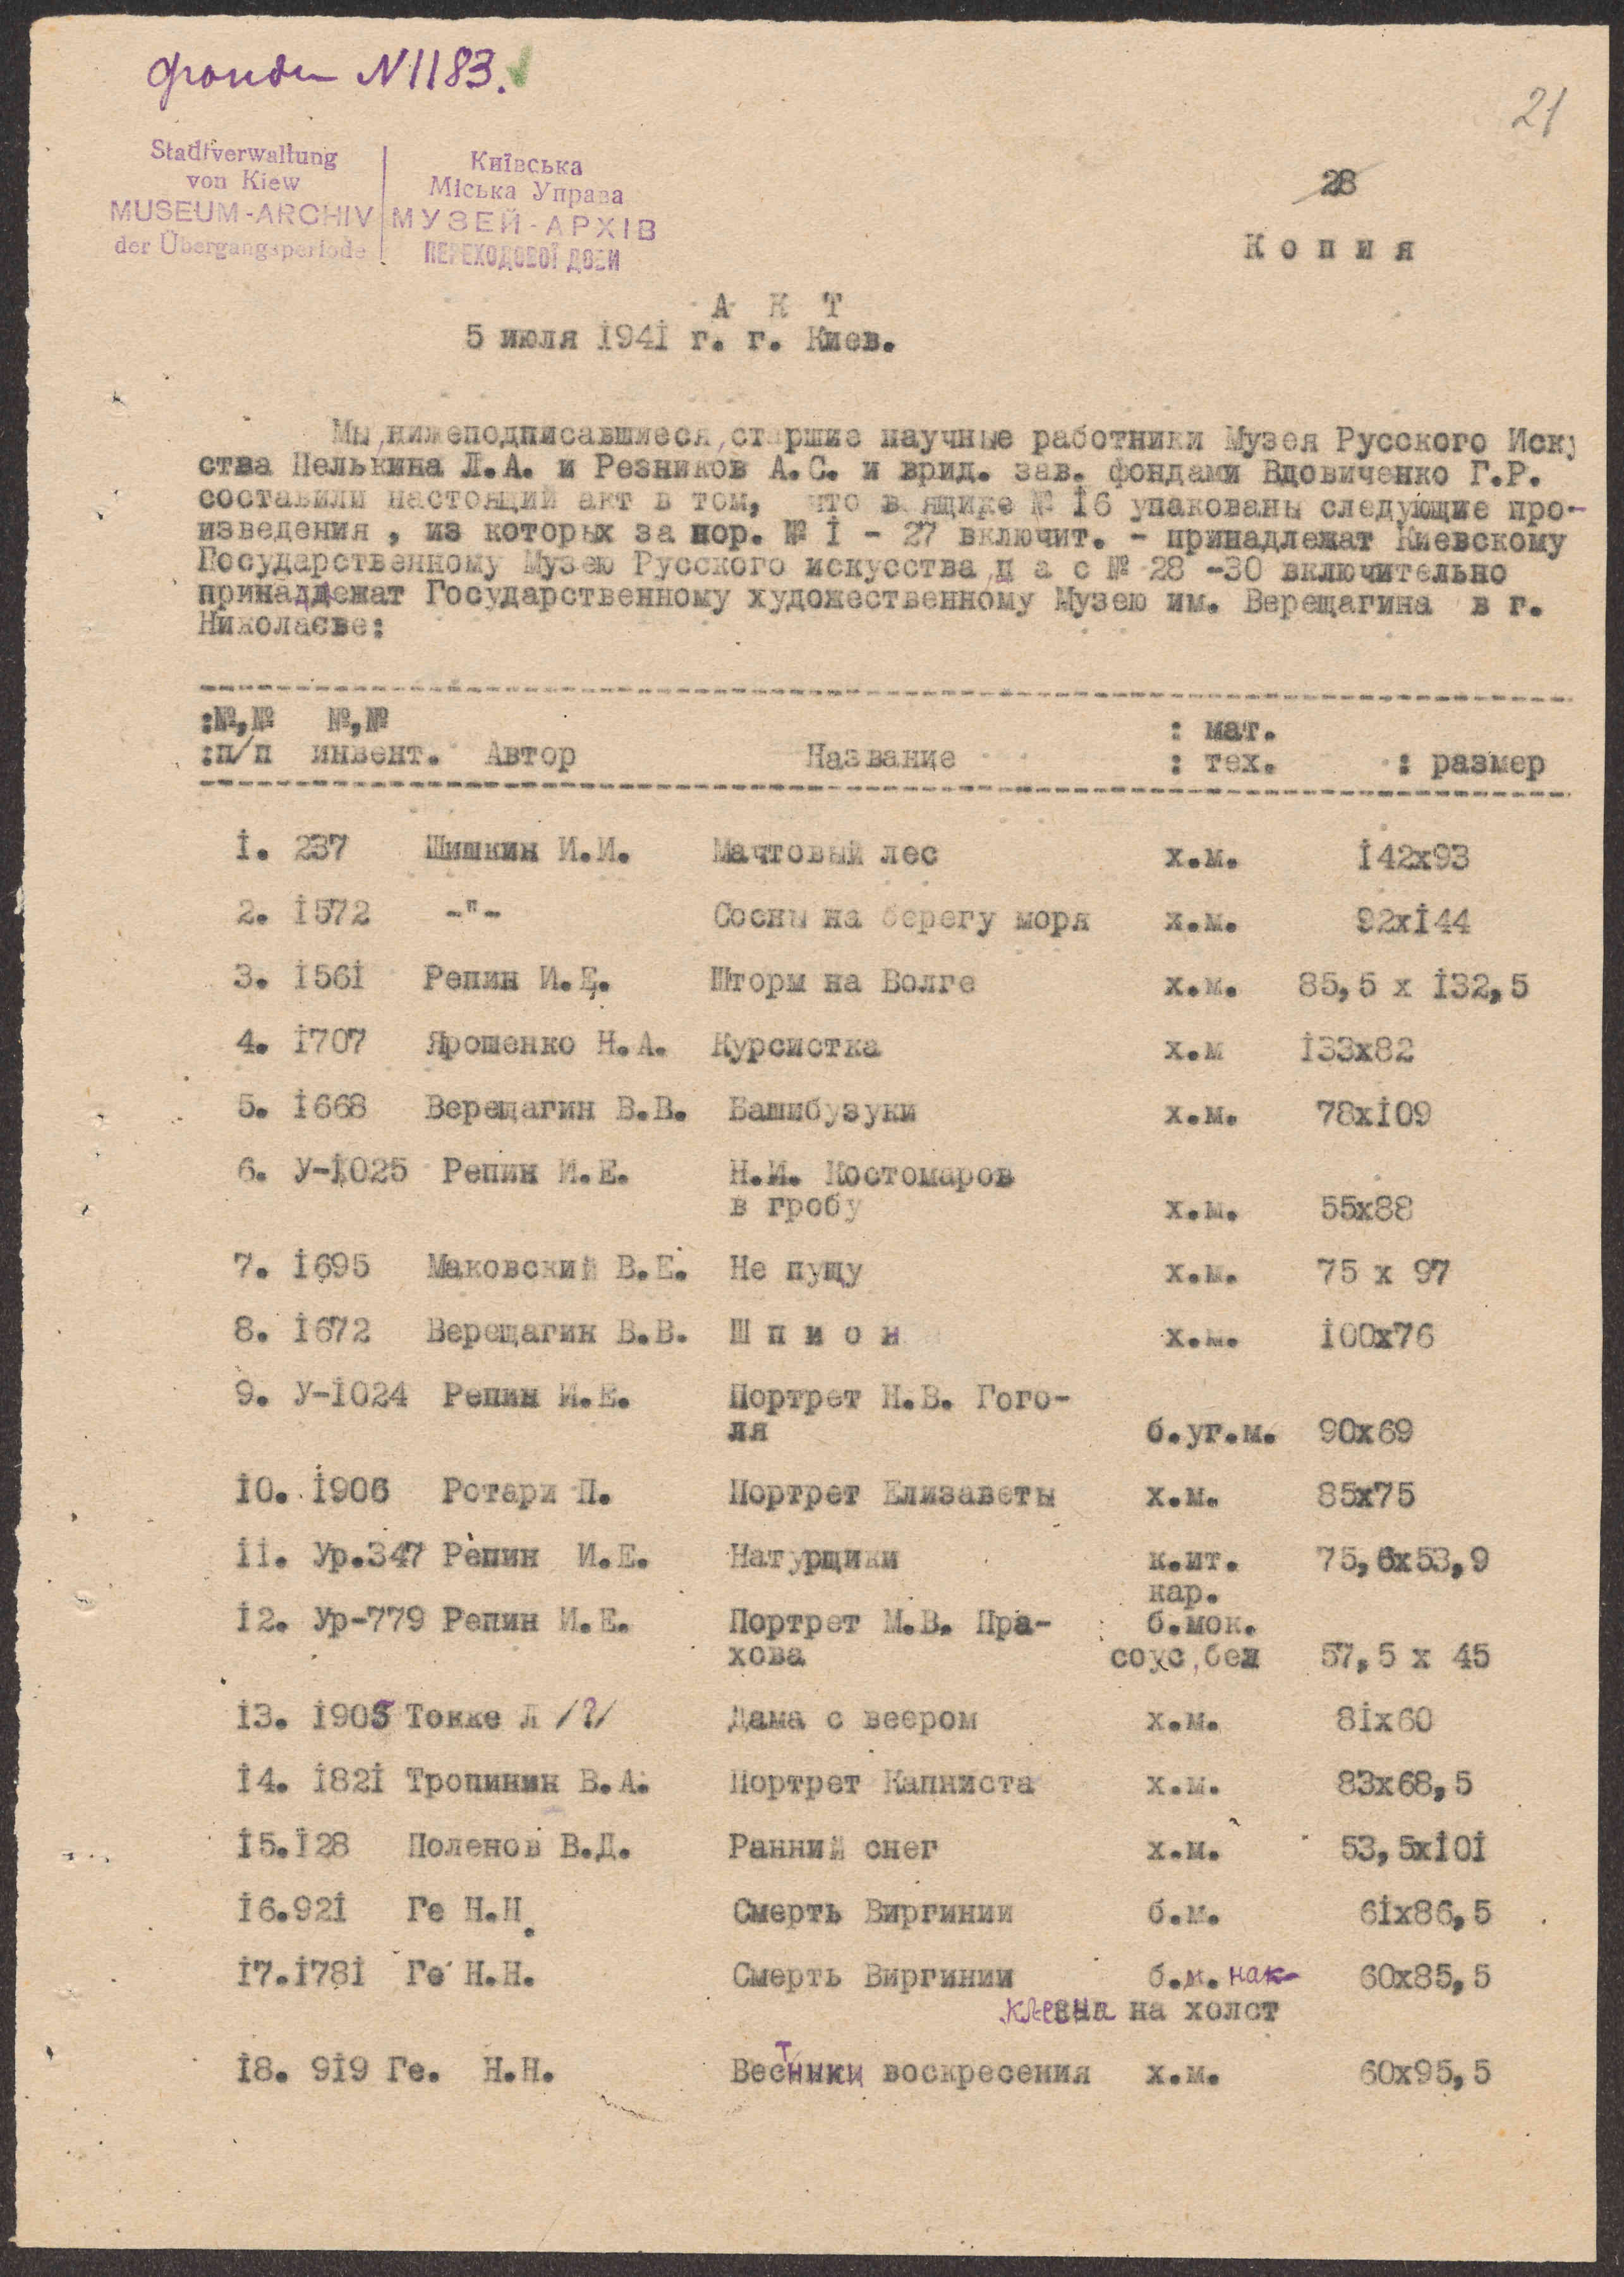 фонди N1183.
21
Stadtverwaltung
von Kiew
MUSEUM-ARCHIV
der Übergangsperiode
Київська
Міська Управа
МУЗЕЙ-АРХІВ
ПЕРЕХОДОВОЇ ДОБИ
28
К о п и я
А К Т
5 июля 1941 г. г. Киев.
Мы,нижеподписавшиеся,старшие научные работники Музея Русского Иску
ства Пелькина Л.А. и Резников А.С. и врид. зав. фондами Вдовиченко Г.Р.
составили настоящий акт в том, что в ящике № 16 упакованы следующие про-
изведения , из которых за пор. № 1 - 27 включит. - принадлежат Киевскому
Государственному Музею Русского искусства,ц а с № 28 -30 включительно
принадлежат Государственному художественному Музею им. Верещагина в г.
Николаеве:
:№,№ №,№ : мат.
:п/п инвент. Автор Название : тех. : размер
1. 237 Шишкин И.И. Мачтовый лес х.м. 142х93
2. 1572 -"- Сосны на берегу моря х.м. 92х144
3. 1561 Репин И.Е. Шторм на Волге х.м. 85,5 х 132,5
4. 1707 Ярошенко Н.А. Курсистка х.м 133х82
5. 1668 Верещагин В.В. Башибузуки х.м. 78х109
6. У-1025 Репин И.Е. Н.И. Костомаров
в гробу х.м. 55х88
7. 1695 Маковский В.Е. Не пущу х.м. 75 х 97
8. 1672 Верещагин В.В. Ш п и о н х.м. 100х76
9. У-1024 Репин И.Е. Портрет Н.В. Гого-
ля б.уг.м. 90х69
10. 1906 Ротари П. Портрет Елизаветы х.м. 85х75
11. Ур.347 Репин И.Е. Натурщики к.ит. 75,6х53,9
кар.
12. Ур-779 Репин И.Е. Портрет М.В. Пра- б.мок.
хова соус,бел 57,5 х 45
13. 1905 Токке Л /?/ Дама с веером х.м. 81х60
14. 1821 Тропинин В.А. Портрет Капниста х.м. 83х68,5
15.128 Поленов В.Д. Ранний снег х.м. 53,5х101
16.921 Ге Н.Н. Смерть Виргинии б.м. 61х86,5
17.1781 Ге Н.Н. Смерть Виргинии б.м. нак- 60х85,5
клеена на холст
18. 919 Ге. Н.Н. Вестники воскресения х.м. 60х95,5